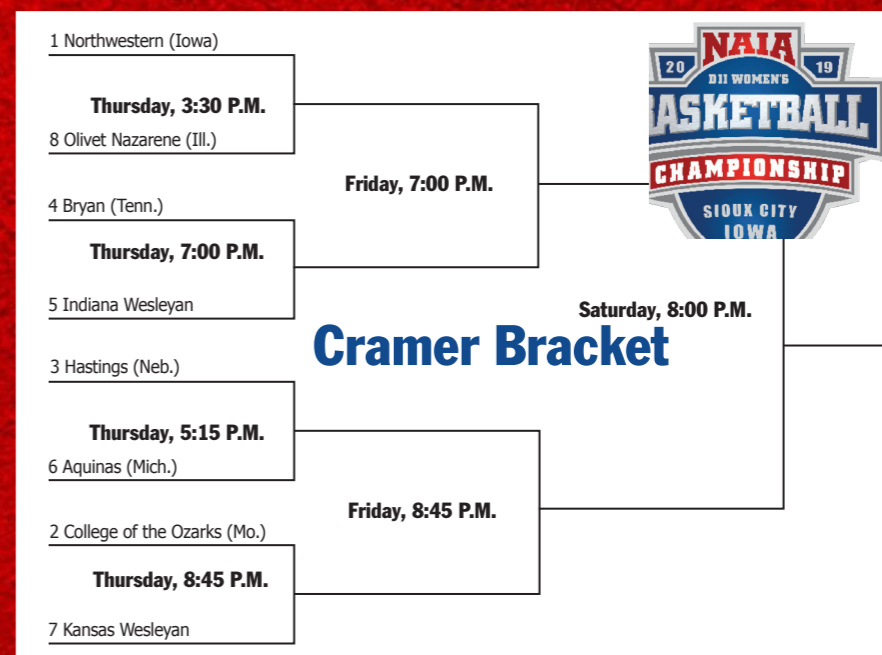 1 Northwestern (Iowa)
Thursday, 3:30 P.M.
8 Olivet Nazarene (Ill.)
Friday, 7:00 P.M.
4 Bryan (Tenn.)
Thursday, 7:00 P.M.
5 Indiana Wesleyan
NAIA
20 19
DII WOMEN'S
BASKETBALL
CHAMPIONSHIP
SIOUX CITY
IOWA
Saturday, 8:00 P.M.
Cramer Bracket
3 Hastings (Neb.)
Thursday, 5:15 P.M.
6 Aquinas (Mich.)
Friday, 8:45 P.M.
2 College of the Ozarks (Mo.)
Thursday, 8:45 P.M.
7 Kansas Wesleyan